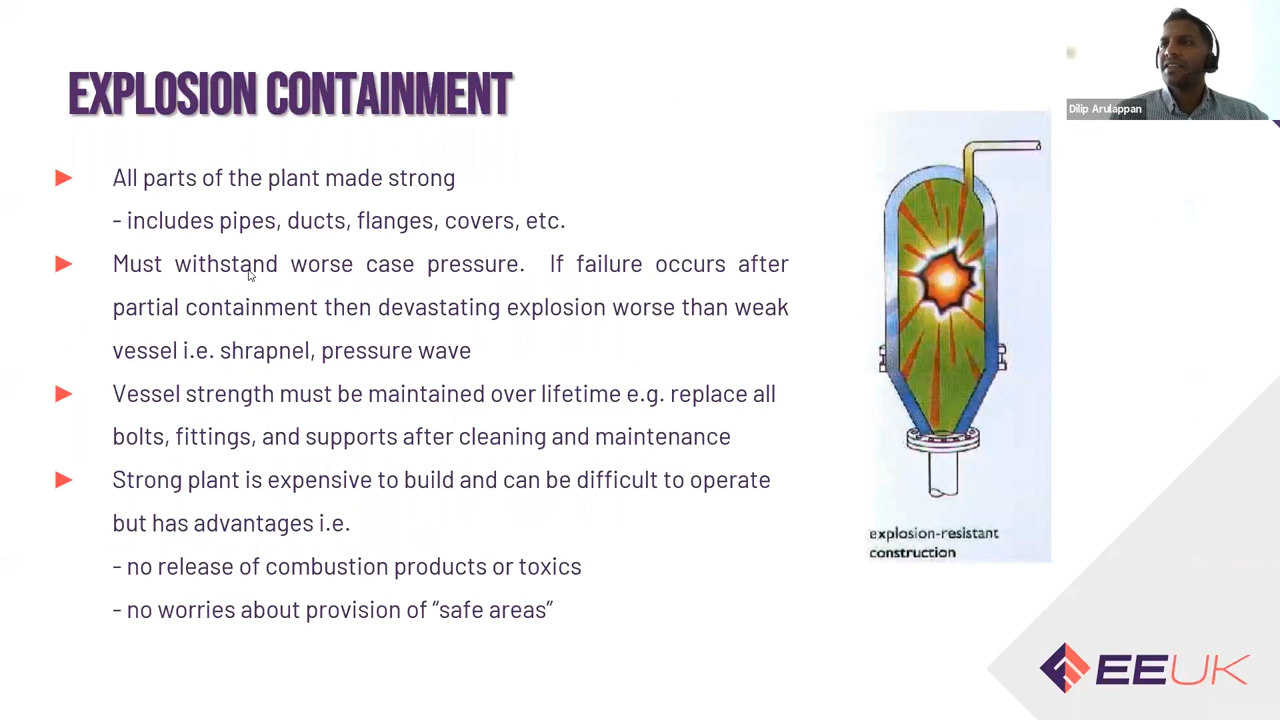 EXPLOSION CONTAINMENT
Dilip Arulappan
All parts of the plant made strong
- includes pipes, ducts, flanges, covers, etc.
Must withstand worse case pressure. If failure occurs after
partial containment then devastating explosion worse than weak
vessel i.e. shrapnel, pressure wave
Vessel strength must be maintained over lifetime e.g. replace all
bolts, fittings, and supports after cleaning and maintenance
Strong plant is expensive to build and can be difficult to operate
but has advantages i.e.
- no release of combustion products or toxics
- no worries about provision of “safe areas”
explosion-resistant
construction
EEUK